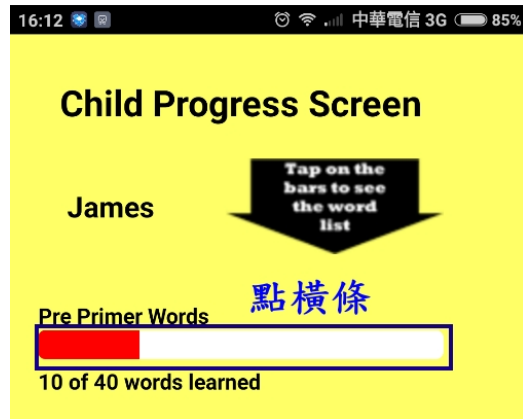 16:12 中華電信 3G 85%
Child Progress Screen
Tap on the
bars to see
the word
list
James
點橫條
Pre Primer Words
10 of 40 words learned